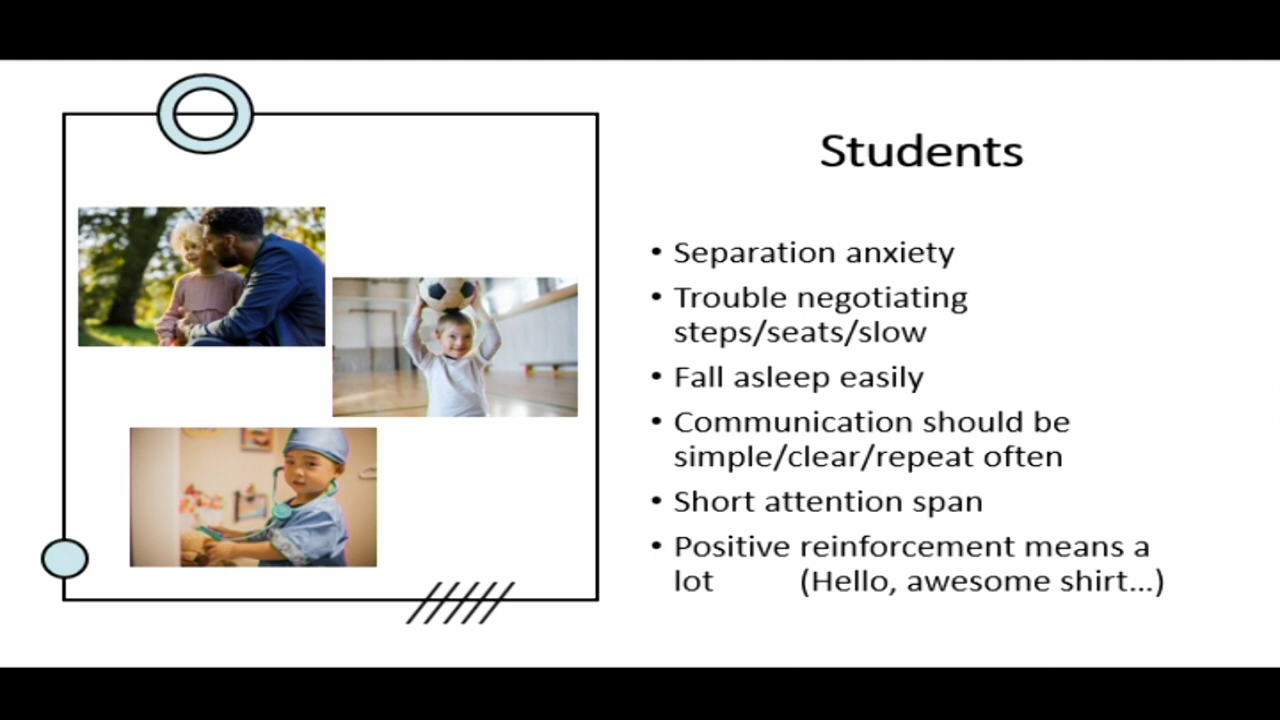 Students
• Separation anxiety
• Trouble negotiating
steps/seats/slow
• Fall asleep easily
• Communication should be
simple/clear/repeat often
• Short attention span
• Positive reinforcement means a
lot (Hello, awesome shirt...)